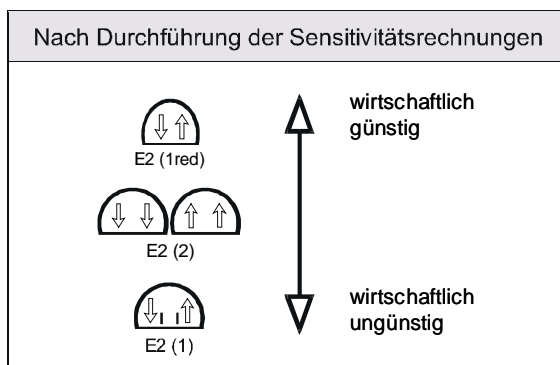 Nach Durchführung der Sensitivitätsrechnungen
wirtschaftlich
günstig
E2 (1red)
E2 (2)
wirtschaftlich
ungünstig
E2 (1)